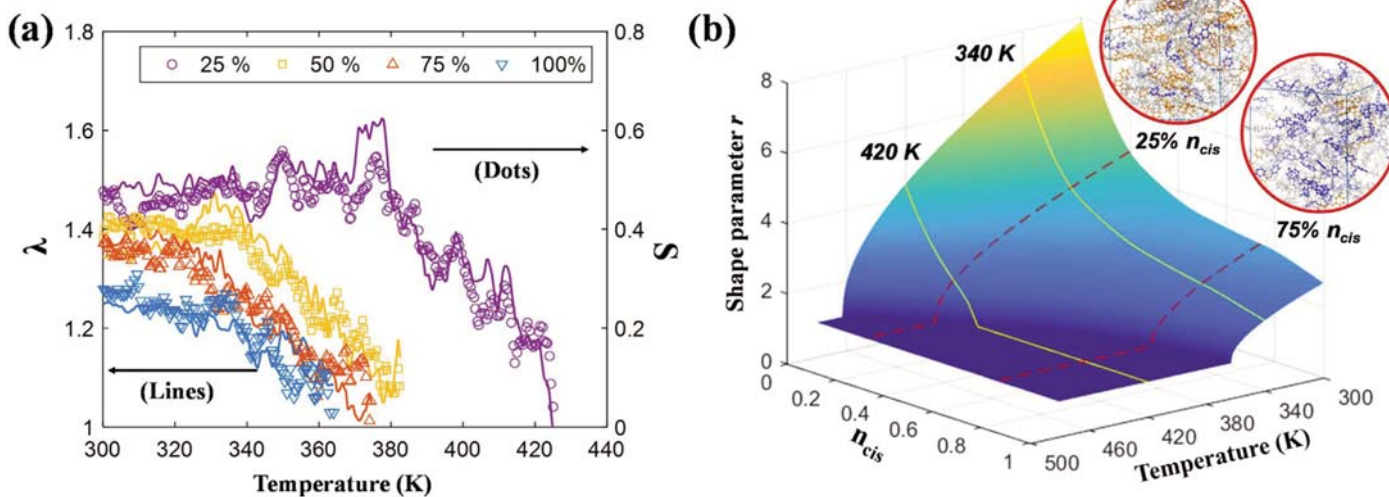 (a)
1.8
1.6
1.4
1.2
1
λ
25 %
50 %
75 %
100%
(Dots)
(Lines)
0.8
0.6
0.4
0.2
0
S
300
320
340
360
380
400
420
440
Temperature (K)
(b)
8
6
4
2
0
Shape parameter r
340 K
420 K
25% n_cis
75% n_cis
0
0.2
0.4
0.6
0.8
1
n_cis
500
460
420
380
340
300
Temperature (K)